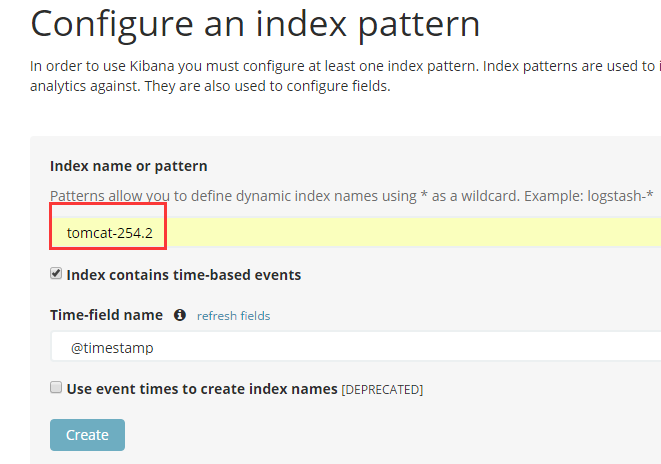 Configure an index pattern
In order to use Kibana you must configure at least one index pattern. Index patterns are used to i
analytics against. They are also used to configure fields.
Index name or pattern
Patterns allow you to define dynamic index names using * as a wildcard. Example: logstash-*
tomcat-254.2
Index contains time-based events
Time-field name refresh fields
@timestamp
Use event times to create index names [DEPRECATED]
Create